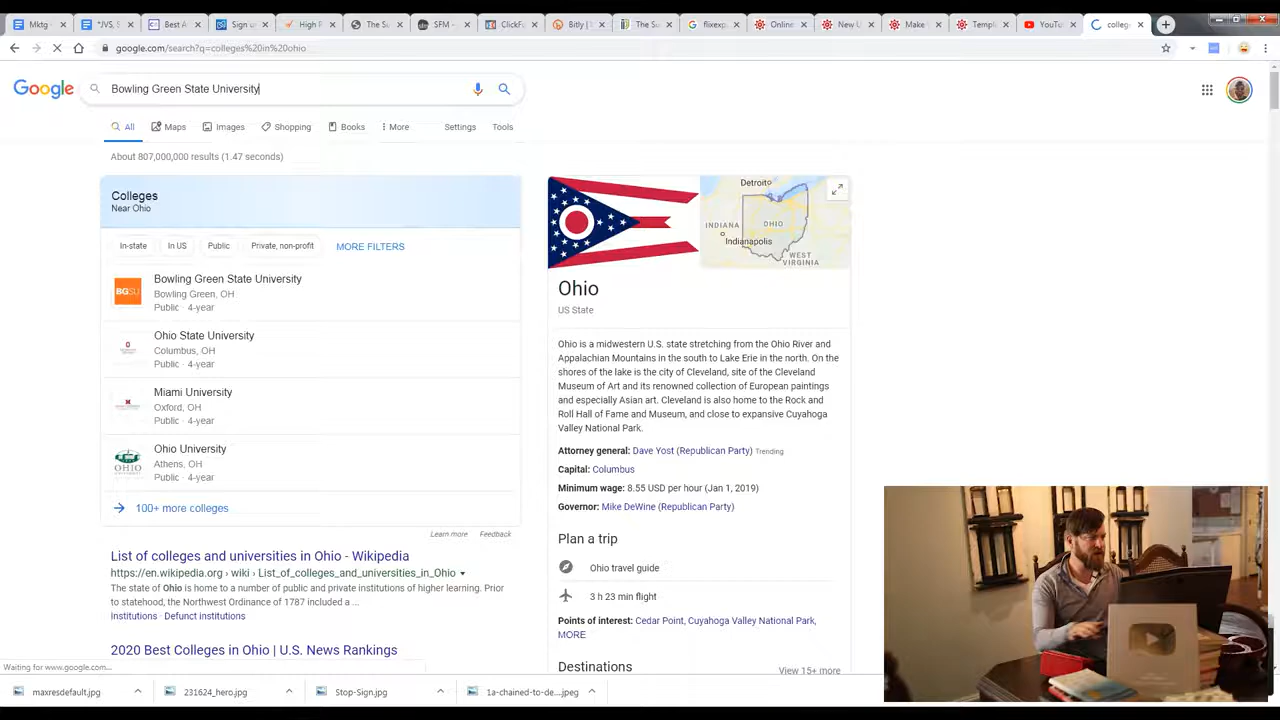 Mktg -
*JVS, S
Best A
Sign u
High P
The Su
SFM -
ClickFu
Bitly |
The Su
flixexp
Online
New U
Make
Templ
YouTu
colleg
google.com/search?q=colleges%20in%20ohio
Google
Bowling Green State University
All
Maps
Images
Shopping
Books
More
Settings
Tools
About 807,000,000 results (1.47 seconds)
Colleges
Near Ohio
In-state
In US
Public
Private, non-profit
MORE FILTERS
BGSU
Bowling Green State University
Bowling Green, OH
Public · 4-year
Ohio State University
Columbus, OH
Public · 4-year
Miami University
Oxford, OH
Public · 4-year
OHIO
Ohio University
Athens, OH
Public · 4-year
100+ more colleges
Learn more Feedback
List of colleges and universities in Ohio - Wikipedia
https://en.wikipedia.org › wiki › List_of_colleges_and_universities_in_Ohio
The state of Ohio is home to a number of public and private institutions of higher learning. Prior
to statehood, the Northwest Ordinance of 1787 included a ...
Institutions · Defunct institutions
2020 Best Colleges in Ohio | U.S. News Rankings
Detroit
INDIANA
OHIO
Indianapolis
WEST
VIRGINIA
Ohio
US State
Ohio is a midwestern U.S. state stretching from the Ohio River and
Appalachian Mountains in the south to Lake Erie in the north. On the
shores of the lake is the city of Cleveland, site of the Cleveland
Museum of Art and its renowned collection of European paintings
and especially Asian art. Cleveland is also home to the Rock and
Roll Hall of Fame and Museum, and close to expansive Cuyahoga
Valley National Park.
Attorney general: Dave Yost (Republican Party) Trending
Capital: Columbus
Minimum wage: 8.55 USD per hour (Jan 1, 2019)
Governor: Mike DeWine (Republican Party)
Plan a trip
Ohio travel guide
3 h 23 min flight
Points of interest: Cedar Point, Cuyahoga Valley National Park,
MORE
Destinations
View 15+ more
Waiting for www.google.com...
maxresdefault.jpg
231624_hero.jpg
Stop-Sign.jpg
1a-chained-to-de....jpeg